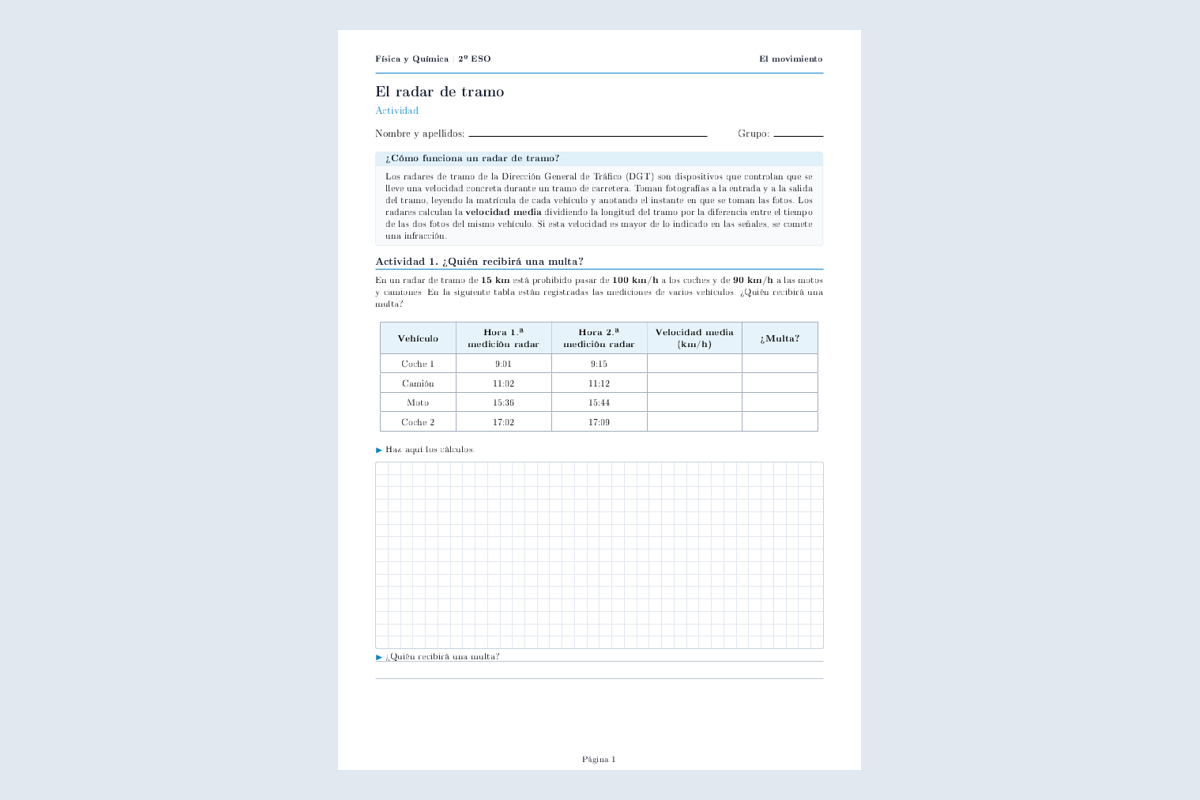 Física y Química | 2º ESO
El movimiento
El radar de tramo
Actividad
Nombre y apellidos:
Grupo:
¿Cómo funciona un radar de tramo?
Los radares de tramo de la Dirección General de Tráfico (DGT) son dispositivos que controlan que se
lleve una velocidad concreta durante un tramo de carretera. Toman fotografías a la entrada y a la salida
del tramo, leyendo la matrícula de cada vehículo y anotando el instante en que se toman las fotos. Los
radares calculan la velocidad media dividiendo la longitud del tramo por la diferencia entre el tiempo
de las dos fotos del mismo vehículo. Si esta velocidad es mayor de lo indicado en las señales, se comete
una infracción.
Actividad 1. ¿Quién recibirá una multa?
En un radar de tramo de 15 km está prohibido pasar de 100 km/h a los coches y de 90 km/h a las motos
y camiones. En la siguiente tabla están registradas las mediciones de varios vehículos. ¿Quién recibirá una
multa?
Vehículo
Hora 1.ª
medición radar
Hora 2.ª
medición radar
Velocidad media
(km/h)
¿Multa?
Coche 1
9:01
9:15
Camión
11:02
11:12
Moto
15:36
15:44
Coche 2
17:02
17:09
▶ Haz aquí los cálculos.
▶ ¿Quién recibirá una multa?
Página 1